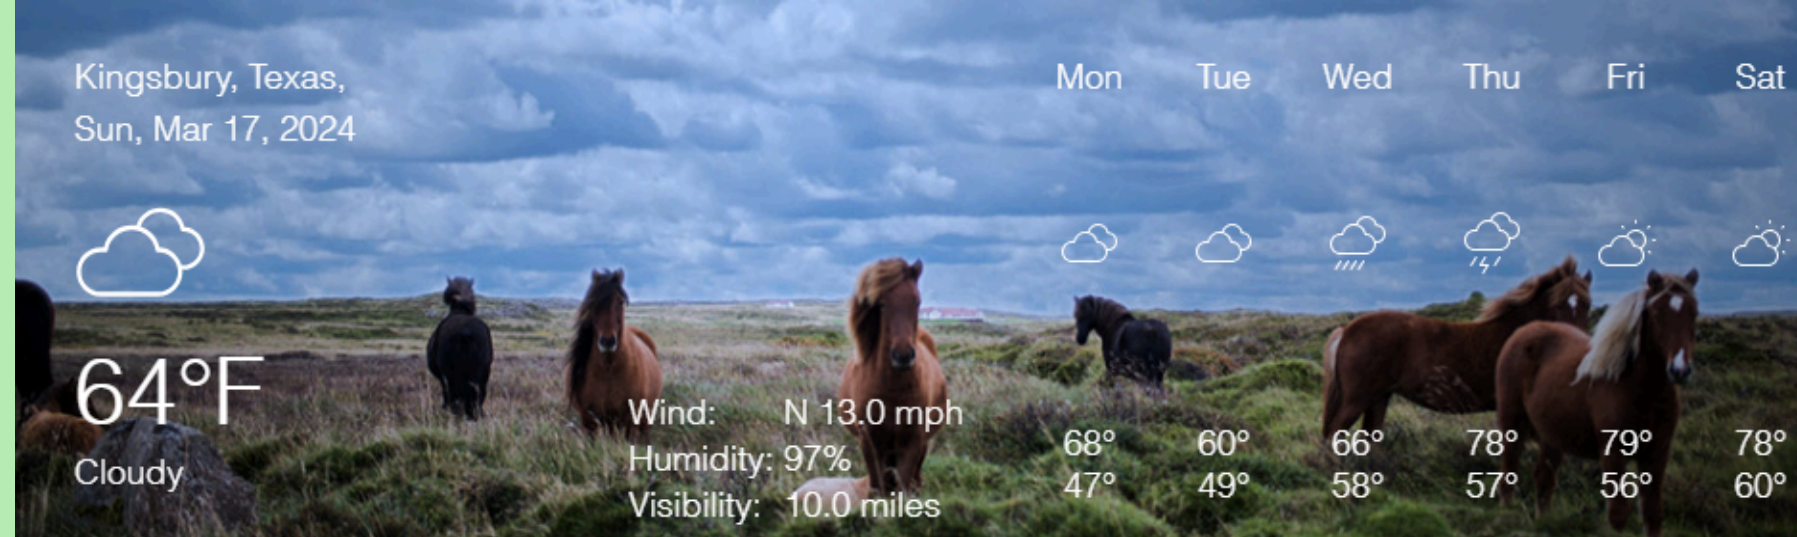 Kingsbury, Texas,
Sun, Mar 17, 2024
64°F
Cloudy
Wind: N 13.0 mph
Humidity: 97%
Visibility: 10.0 miles
Mon Tue Wed Thu Fri Sat
68° 60° 66° 78° 79° 78°
47° 49° 58° 57° 56° 60°